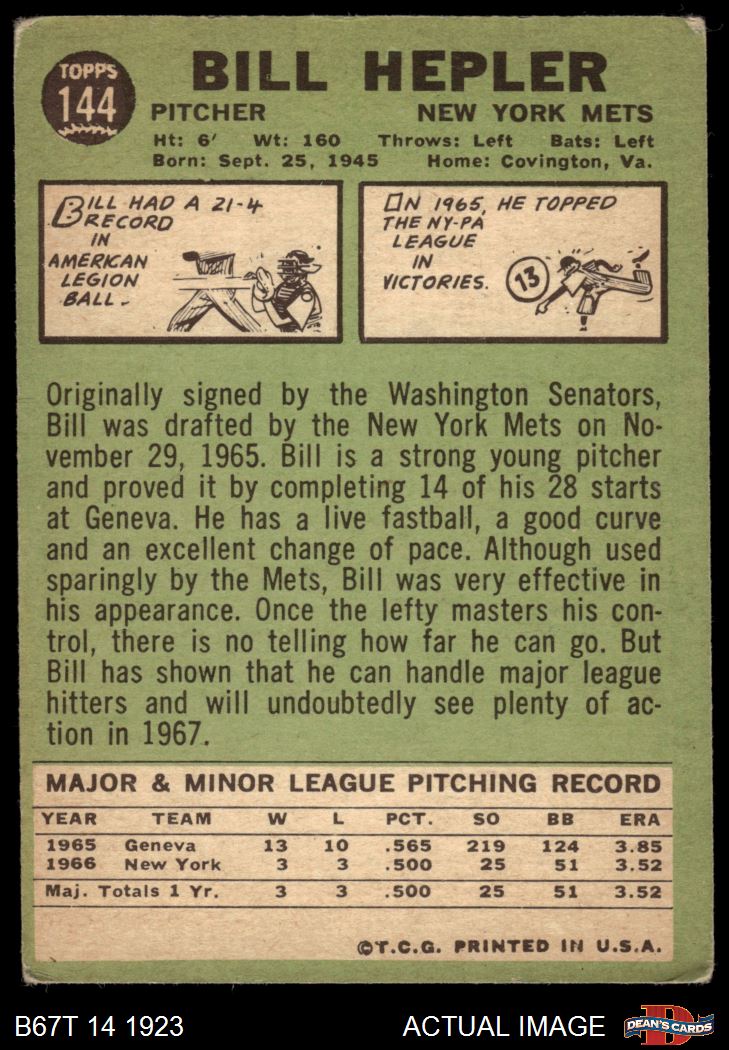 TOPPS
144
BILL HEPLER
PITCHER NEW YORK METS
Ht: 6' Wt: 160 Throws: Left Bats: Left
Born: Sept. 25, 1945 Home: Covington, Va.
BILL HAD A 21-4
RECORD
IN
AMERICAN
LEGION
BALL.
IN 1965, HE TOPPED
THE NY-PA
LEAGUE
IN
VICTORIES.
13
Originally signed by the Washington Senators,
Bill was drafted by the New York Mets on No-
vember 29, 1965. Bill is a strong young pitcher
and proved it by completing 14 of his 28 starts
at Geneva. He has a live fastball, a good curve
and an excellent change of pace. Although used
sparingly by the Mets, Bill was very effective in
his appearance. Once the lefty masters his con-
trol, there is no telling how far he can go. But
Bill has shown that he can handle major league
hitters and will undoubtedly see plenty of ac-
tion in 1967.
MAJOR & MINOR LEAGUE PITCHING RECORD
YEAR TEAM W L PCT. SO BB ERA
1965 Geneva 13 10 .565 219 124 3.85
1966 New York 3 3 .500 25 51 3.52
Maj. Totals 1 Yr. 3 3 .500 25 51 3.52
©T.C.G. PRINTED IN U.S.A.
B67T 14 1923 ACTUAL IMAGE
D
DEAN'S CARDS